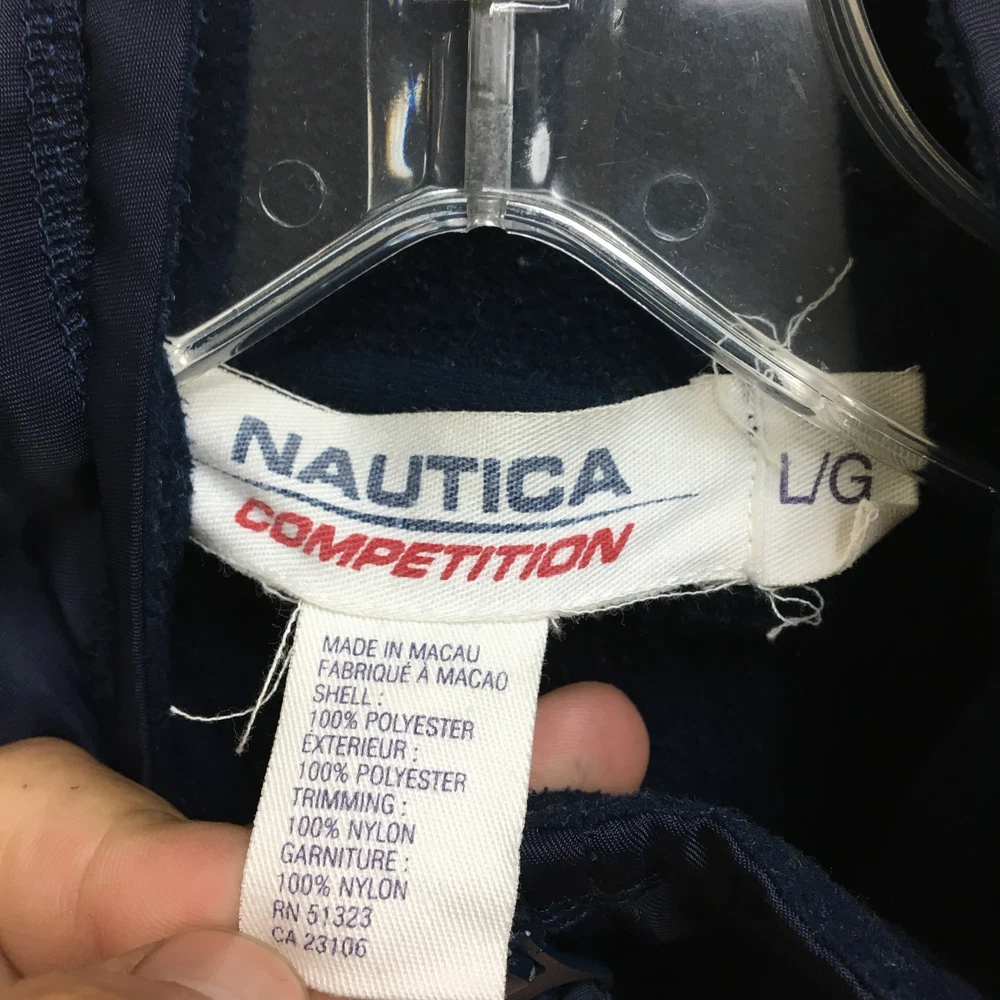 NAUTICA
COMPETITION
L/G
MADE IN MACAU
FABRIQUÉ À MACAO
SHELL :
100% POLYESTER
EXTERIEUR :
100% POLYESTER
TRIMMING :
100% NYLON
GARNITURE :
100% NYLON
RN 51323
CA 23106